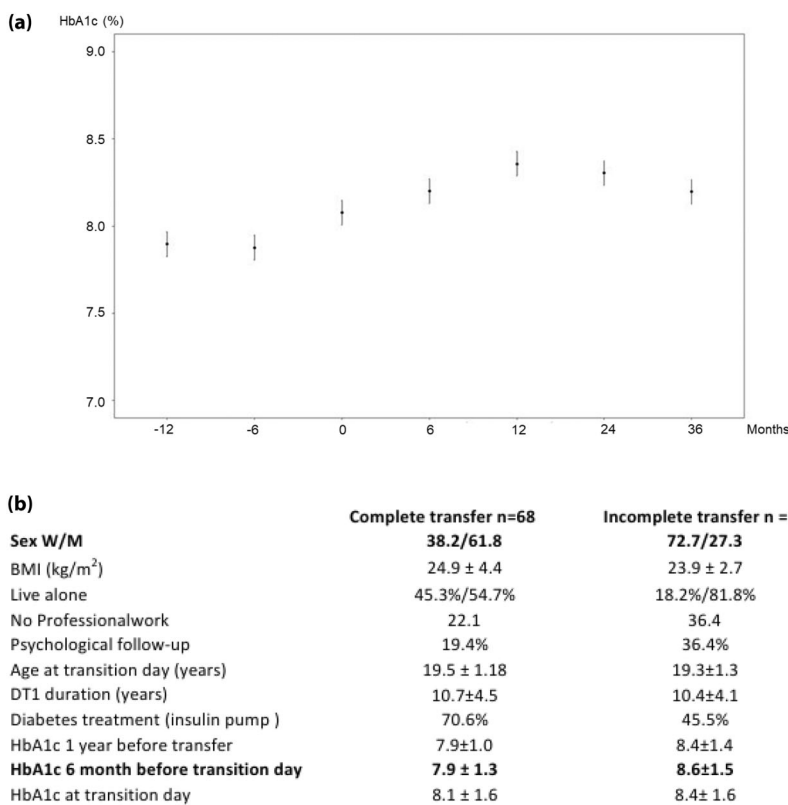 (a) HbA1c (%)
9.0
8.5
8.0
7.5
7.0
-12 -6 0 6 12 24 36 Months
(b)
Complete transfer n=68 Incomplete transfer n =
Sex W/M 38.2/61.8 72.7/27.3
BMI (kg/m²) 24.9 ± 4.4 23.9 ± 2.7
Live alone 45.3%/54.7% 18.2%/81.8%
No Professionalwork 22.1 36.4
Psychological follow-up 19.4% 36.4%
Age at transition day (years) 19.5 ± 1.18 19.3±1.3
DT1 duration (years) 10.7±4.5 10.4±4.1
Diabetes treatment (insulin pump ) 70.6% 45.5%
HbA1c 1 year before transfer 7.9±1.0 8.4±1.4
HbA1c 6 month before transition day 7.9 ± 1.3 8.6±1.5
HbA1c at transition day 8.1 ± 1.6 8.4± 1.6